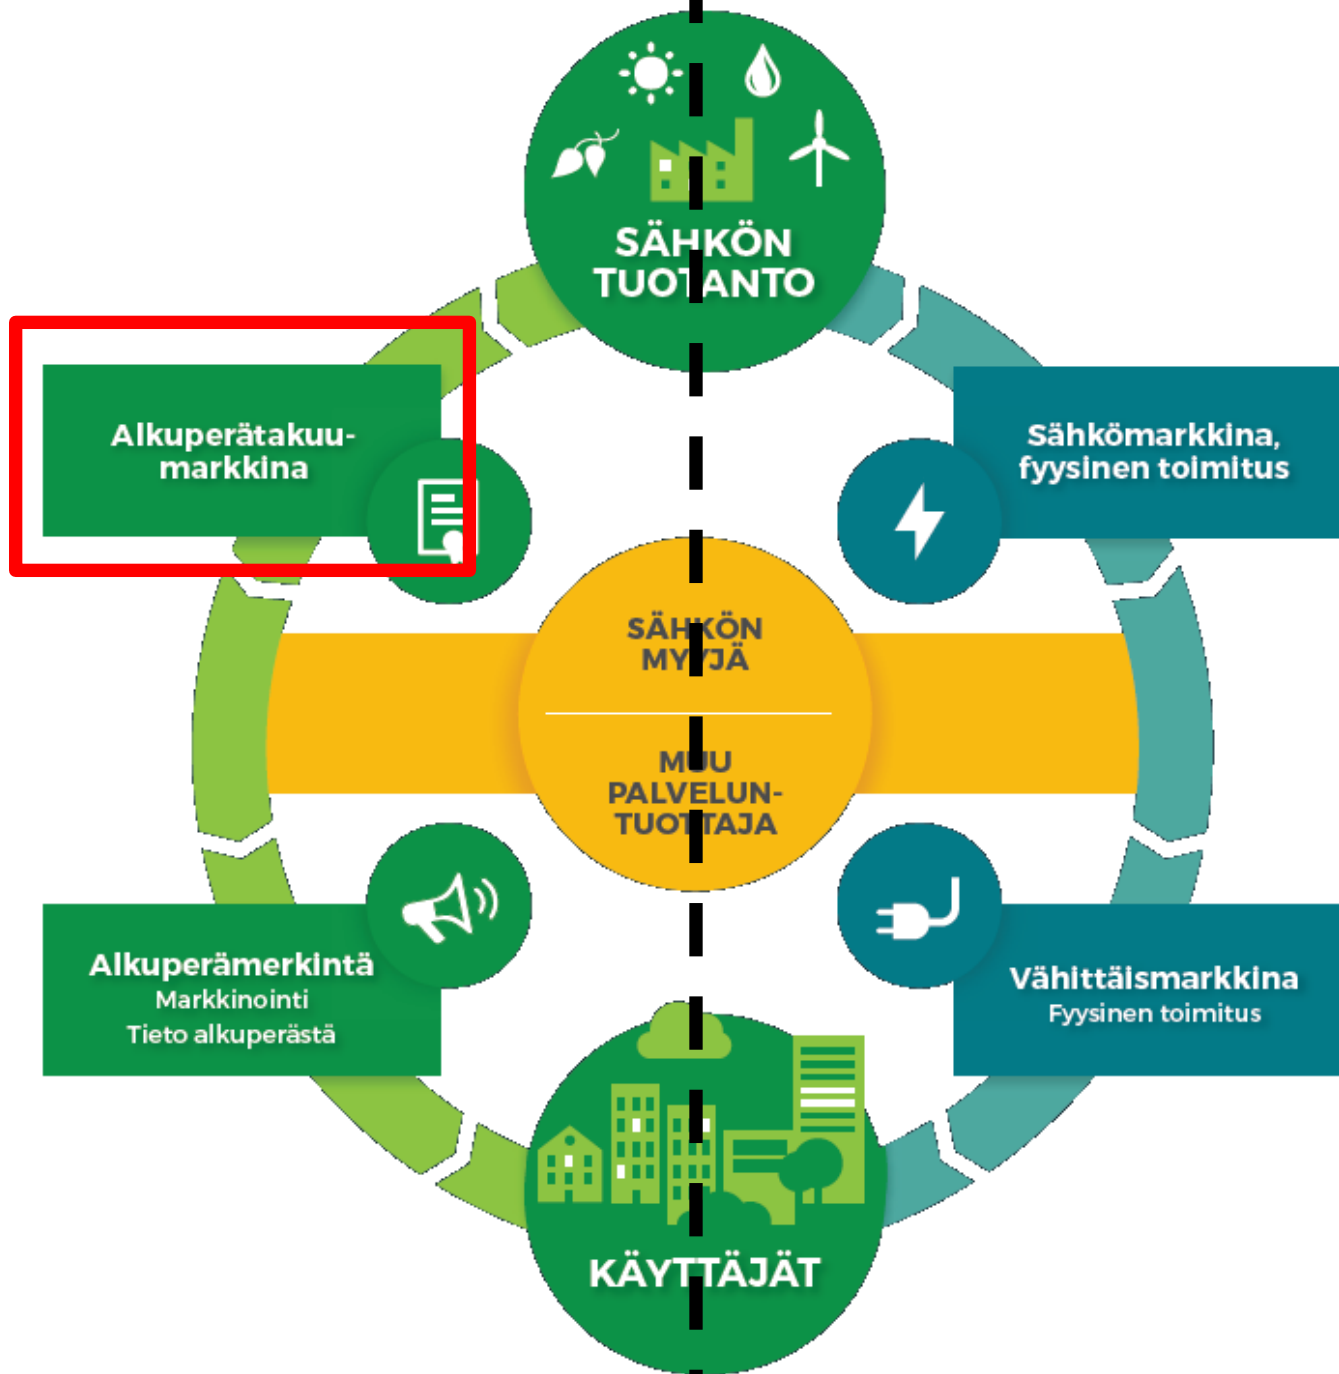 SÄHKÖN
TUOTANTO
Alkuperätakuu-
markkina
Sähkömarkkina,
fyysinen toimitus
SÄHKÖN
MYYJÄ
MUU
PALVELUN-
TUOTTAJA
Alkuperämerkintä
Markkinointi
Tieto alkuperästä
Vähittäismarkkina
Fyysinen toimitus
KÄYTTÄJÄT